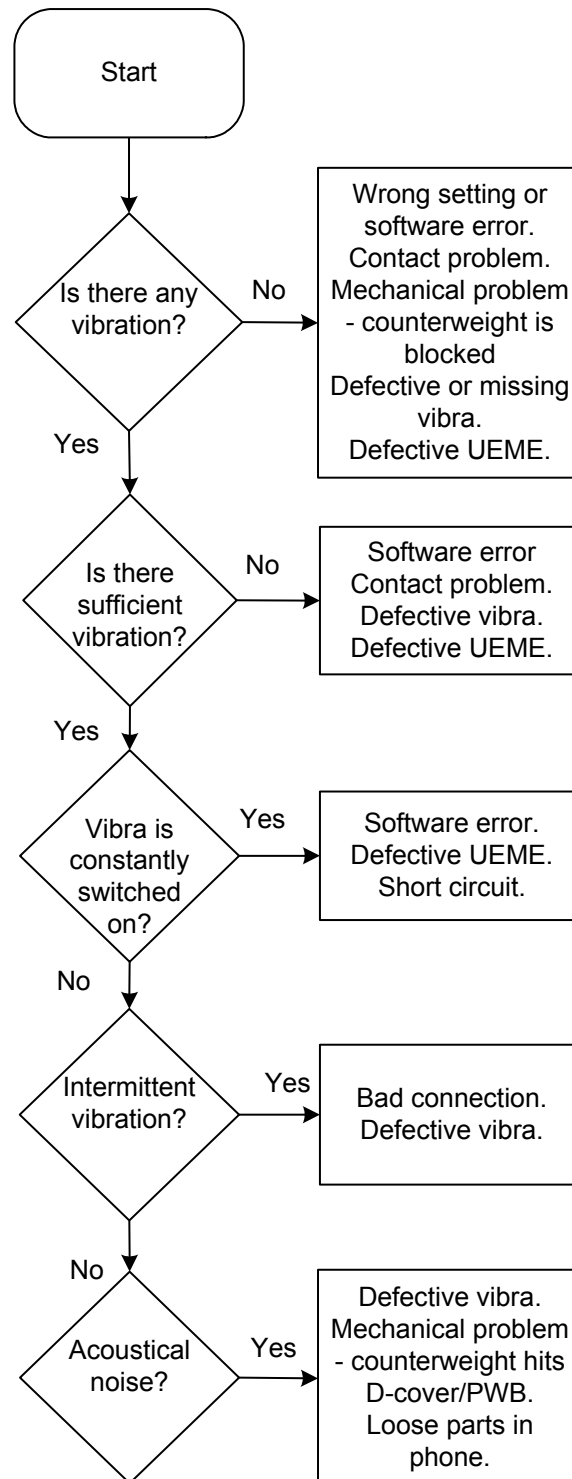 Start
Is there any
vibration?
No
Wrong setting or
software error.
Contact problem.
Mechanical problem
- counterweight is
blocked
Defective or missing
vibra.
Defective UEME.
Yes
Is there
sufficient
vibration?
No
Software error
Contact problem.
Defective vibra.
Defective UEME.
Yes
Vibra is
constantly
switched
on?
Yes
Software error.
Defective UEME.
Short circuit.
No
Intermittent
vibration?
Yes
Bad connection.
Defective vibra.
No
Acoustical
noise?
Yes
Defective vibra.
Mechanical problem
- counterweight hits
D-cover/PWB.
Loose parts in
phone.